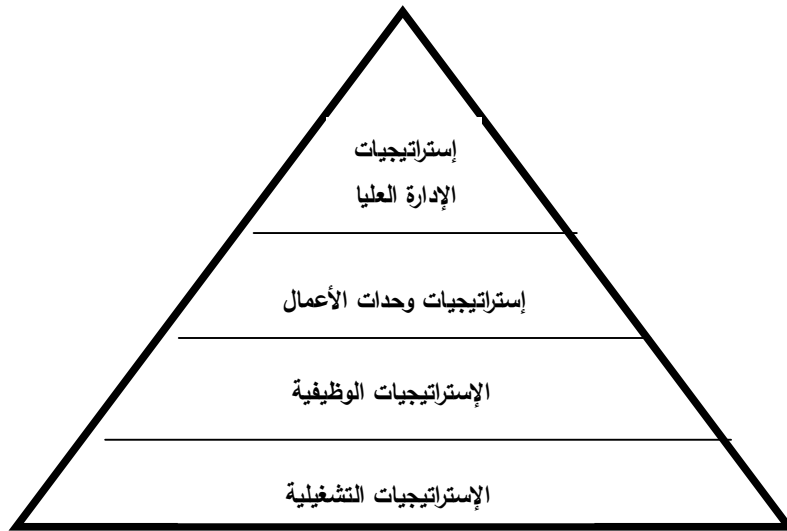 إستراتيجيات
الإدارة العليا
إستراتيجيات وحدات الأعمال
الإستراتيجيات الوظيفية
الإستراتيجيات التشغيلية